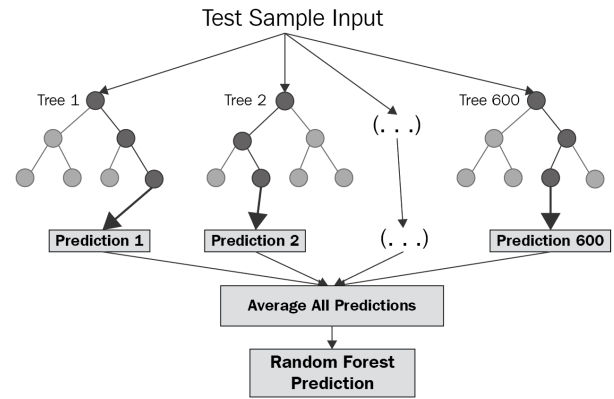 Test Sample Input
Tree 1
Tree 2
(. . .)
Tree 600
Prediction 1
Prediction 2
(. . .)
Prediction 600
Average All Predictions
Random Forest
Prediction